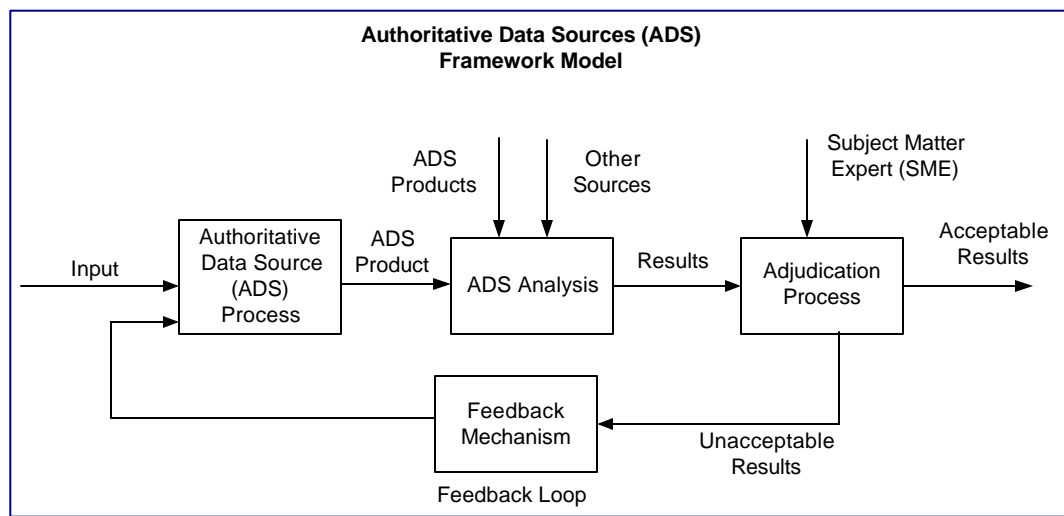 Authoritative Data Sources (ADS)
Framework Model
ADS
Products
Other
Sources
Subject Matter
Expert (SME)
Input
Authoritative
Data Source
(ADS)
Process
ADS
Product
ADS Analysis
Results
Adjudication
Process
Acceptable
Results
Feedback
Mechanism
Unacceptable
Results
Feedback Loop